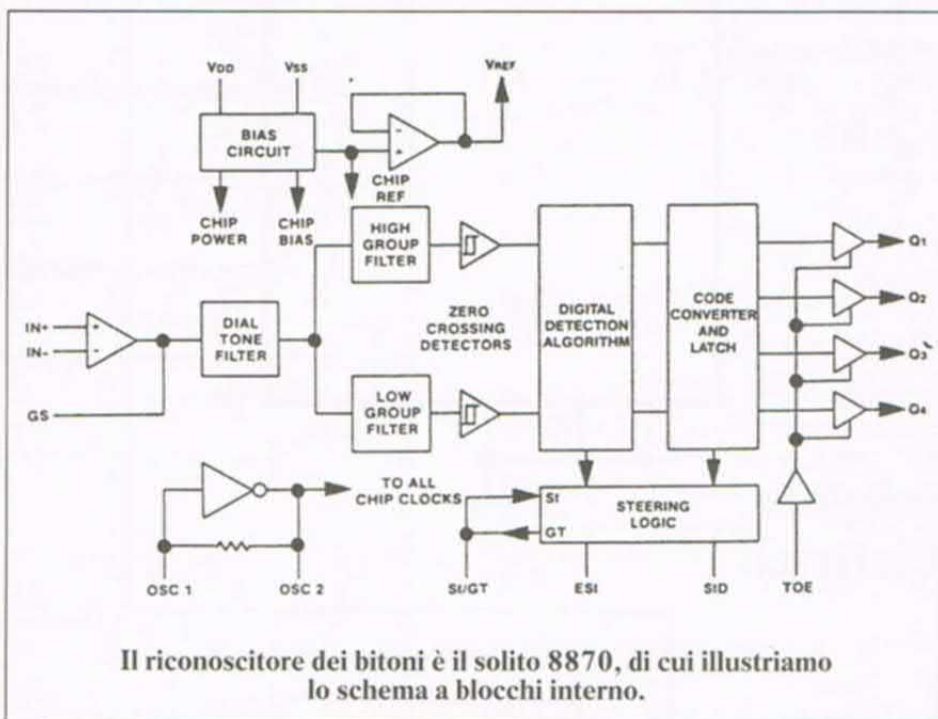 VDD
VSS
VREF
BIAS
CIRCUIT
-
+
CHIP
REF
CHIP
POWER
CHIP
BIAS
HIGH
GROUP
FILTER
IN+
IN-
+
-
GS
DIAL
TONE
FILTER
ZERO
CROSSING
DETECTORS
LOW
GROUP
FILTER
DIGITAL
DETECTION
ALGORITHM
CODE
CONVERTER
AND
LATCH
Q1
Q2
Q3
Q4
TO ALL
CHIP CLOCKS
St
GT
STEERING
LOGIC
OSC 1
OSC 2
St/GT
ESt
StD
TOE
Il riconoscitore dei bitoni è il solito 8870, di cui illustriamo
lo schema a blocchi interno.